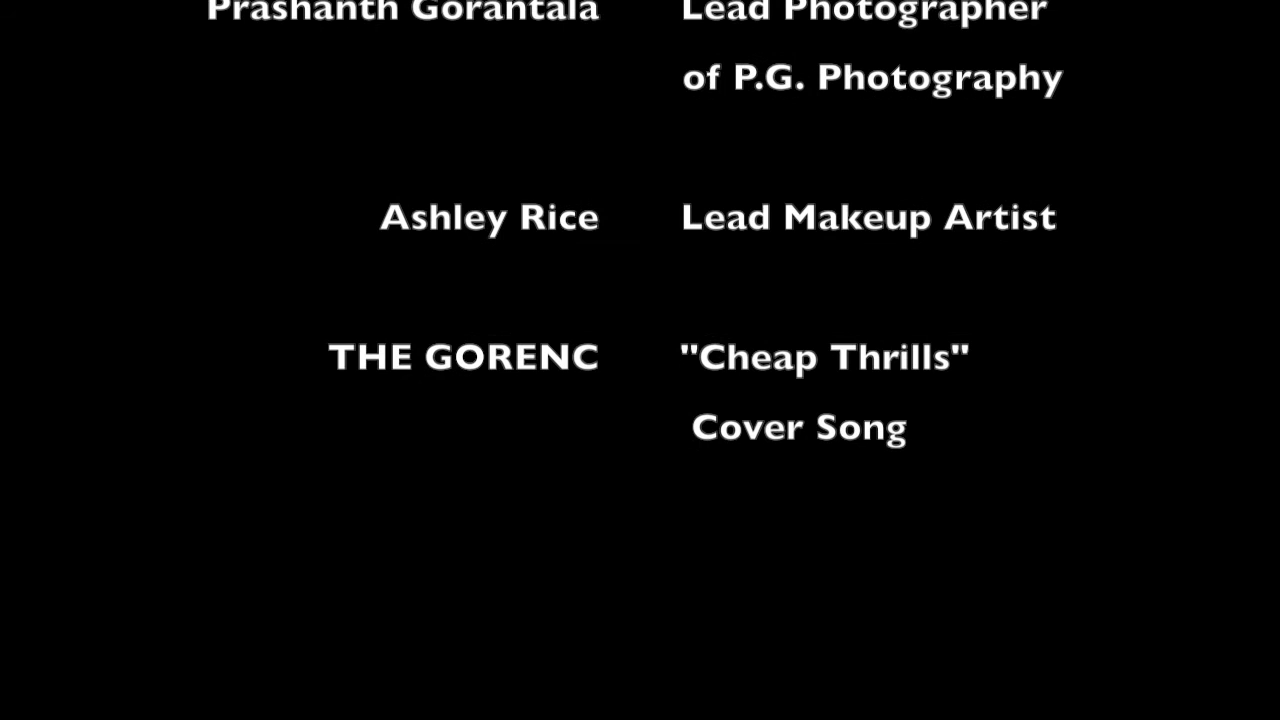 Prashanth Gorantala Lead Photographer
of P.G. Photography
Ashley Rice Lead Makeup Artist
THE GORENC "Cheap Thrills"
Cover Song